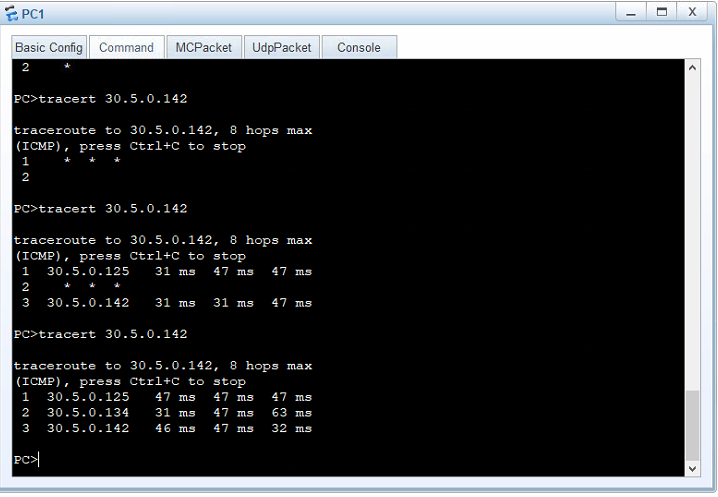 PC1
X
Basic Config Command MCPacket UdpPacket Console
2 *
PC>tracert 30.5.0.142
traceroute to 30.5.0.142, 8 hops max
(ICMP), press Ctrl+C to stop
1 * * *
2
PC>tracert 30.5.0.142
traceroute to 30.5.0.142, 8 hops max
(ICMP), press Ctrl+C to stop
1 30.5.0.125 31 ms 47 ms 47 ms
2 * * *
3 30.5.0.142 31 ms 31 ms 47 ms
PC>tracert 30.5.0.142
traceroute to 30.5.0.142, 8 hops max
(ICMP), press Ctrl+C to stop
1 30.5.0.125 47 ms 47 ms 47 ms
2 30.5.0.134 31 ms 47 ms 63 ms
3 30.5.0.142 46 ms 47 ms 32 ms
PC>